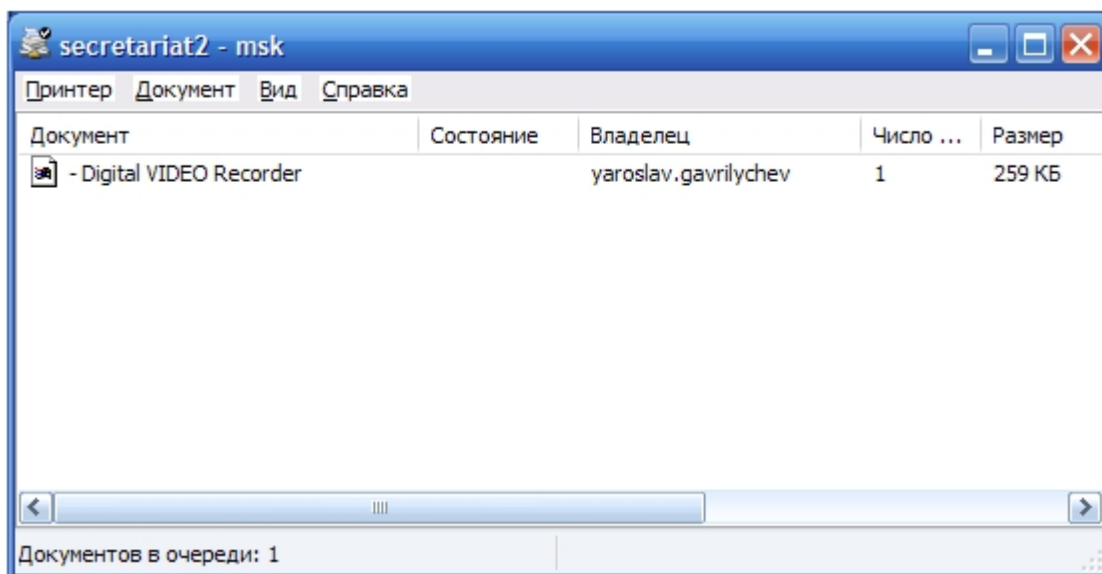 secretariat2 - msk
Принтер Документ Вид Справка
Документ Состояние Владелец Число ... Размер
- Digital VIDEO Recorder yaroslav.gavrilychev 1 259 КБ
Документов в очереди: 1